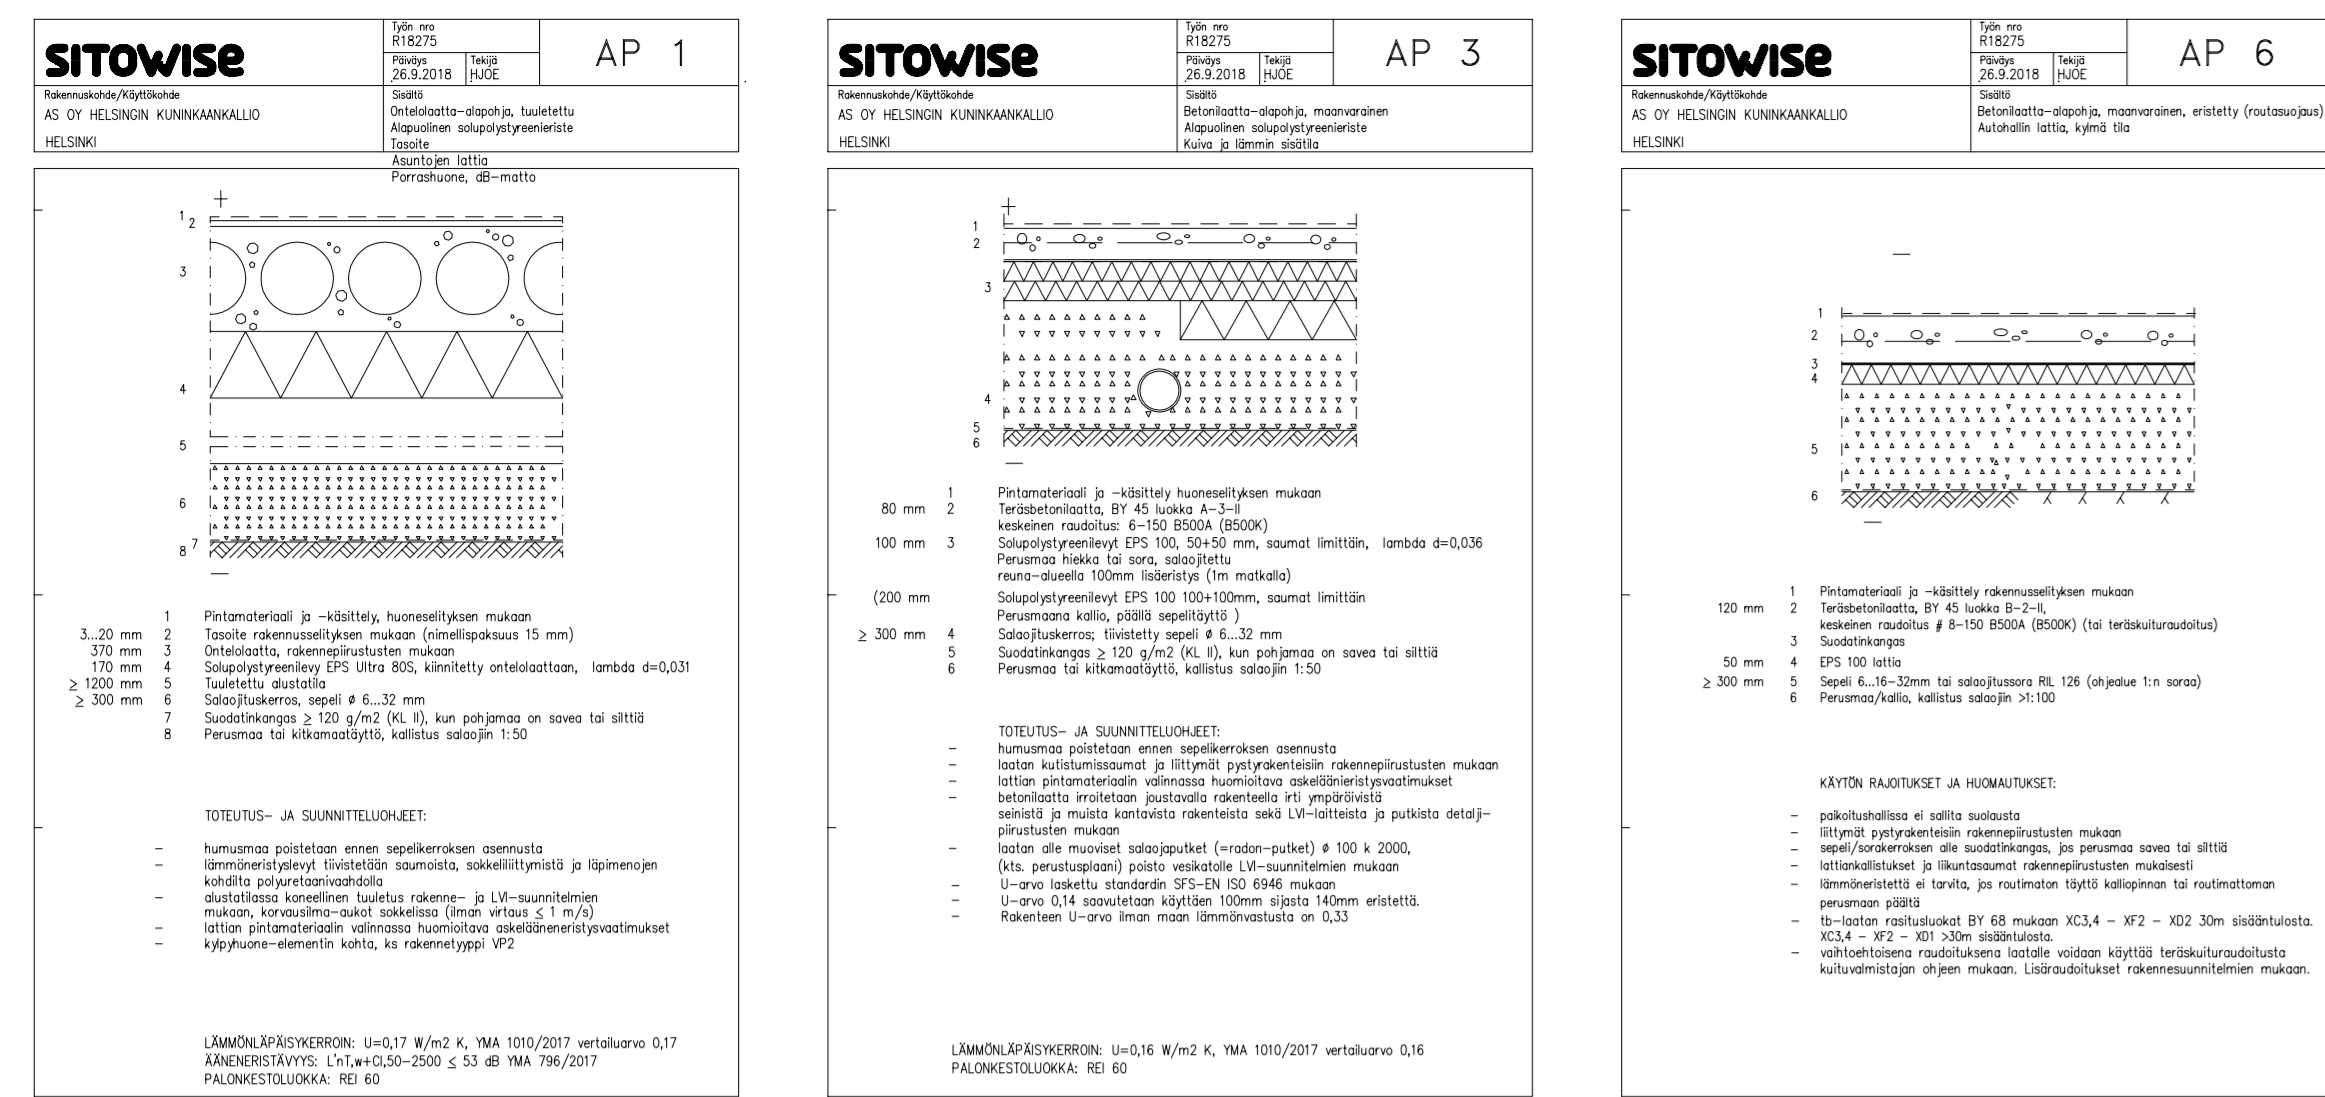 SITOWISE
Työn nro
R18275
Päiväys
26.9.2018
Tekijä
HJOE
AP 1
Rakennuskohde/Käyttökohde
AS OY HELSINGIN KUNINKAANKALLIO
HELSINKI
Sisältö
Ontelolaatta-alapohja, tuuletettu
Alapuolinen solupolystyreenieriste
Tasoite
Asuntojen lattia
Porrashuone, dB-matto
+
1
2
3
4
5
6
7
8
1 Pintamateriaali ja -käsittely, huoneselityksen mukaan
3...20 mm 2 Tasoite rakennusselityksen mukaan (nimellispaksuus 15 mm)
370 mm 3 Ontelolaatta, rakennepiirustusten mukaan
170 mm 4 Solupolystyreenilevy EPS Ultra 80S, kiinnitetty ontelolaattaan, lambda d=0,031
≥ 1200 mm 5 Tuuletettu alustatila
≥ 300 mm 6 Salaojituskerros, sepeli ø 6...32 mm
7 Suodatinkangas ≥ 120 g/m2 (KL II), kun pohjamaa on savea tai silttiä
8 Perusmaa tai kitkamaatäyttö, kallistus salaojiin 1:50
TOTEUTUS- JA SUUNNITTELUOHJEET:
- humusmaa poistetaan ennen sepelikerroksen asennusta
- lämmöneristyslevyt tiivistetään saumoista, sokkeliliittymistä ja läpimenojen
kohdilta polyuretaanivaahdolla
- alustatilassa koneellinen tuuletus rakenne- ja LVI-suunnitelmien
mukaan, korvausilma-aukot sokkelissa (ilman virtaus ≤ 1 m/s)
- lattian pintamateriaalin valinnassa huomioitava askelääneneristysvaatimukset
- kylpyhuone-elementin kohta, ks rakennetyyppi VP2
LÄMMÖNLÄPÄISYKERROIN: U=0,17 W/m2 K, YMA 1010/2017 vertailuarvo 0,17
ÄÄNENERISTÄVYYS: L'nT,w+CI,50-2500 ≤ 53 dB YMA 796/2017
PALONKESTOLUOKKA: REI 60
SITOWISE
Työn nro
R18275
Päiväys
26.9.2018
Tekijä
HJOE
AP 3
Rakennuskohde/Käyttökohde
AS OY HELSINGIN KUNINKAANKALLIO
HELSINKI
Sisältö
Betonilaatta-alapohja, maanvarainen
Alapuolinen solupolystyreenieriste
Kuiva ja lämmin sisätila
+
1
2
3
4
5
6
1 Pintamateriaali ja -käsittely huoneselityksen mukaan
80 mm 2 Teräsbetonilaatta, BY 45 luokka A-3-II
keskeinen raudoitus: 6-150 B500A (B500K)
100 mm 3 Solupolystyreenilevyt EPS 100, 50+50 mm, saumat limittäin, lambda d=0,036
Perusmaa hiekka tai sora, salaojitettu
reuna-alueella 100mm lisäeristys (1m matkalla)
(200 mm Solupolystyreenilevyt EPS 100 100+100mm, saumat limittäin
Perusmaana kallio, päällä sepelitäyttö )
≥ 300 mm 4 Salaojituskerros; tiivistetty sepeli ø 6...32 mm
5 Suodatinkangas ≥ 120 g/m2 (KL II), kun pohjamaa on savea tai silttiä
6 Perusmaa tai kitkamaatäyttö, kallistus salaojiin 1:50
TOTEUTUS- JA SUUNNITTELUOHJEET:
- humusmaa poistetaan ennen sepelikerroksen asennusta
- laatan kutistumissaumat ja liittymät pystyrakenteisiin rakennepiirustusten mukaan
- lattian pintamateriaalin valinnassa huomioitava askeläänieristysvaatimukset
- betonilaatta irroitetaan joustavalla rakenteella irti ympäröivistä
seinistä ja muista kantavista rakenteista sekä LVI-laitteista ja putkista detalji-
piirustusten mukaan
- laatan alle muoviset salaojaputket (=radon-putket) ø 100 k 2000,
(kts. perustusplaani) poisto vesikatolle LVI-suunnitelmien mukaan
- U-arvo laskettu standardin SFS-EN ISO 6946 mukaan
- U-arvo 0,14 saavutetaan käyttäen 100mm sijasta 140mm eristettä.
- Rakenteen U-arvo ilman maan lämmönvastusta on 0,33
LÄMMÖNLÄPÄISYKERROIN: U=0,16 W/m2 K, YMA 1010/2017 vertailuarvo 0,16
PALONKESTOLUOKKA: REI 60
SITOWISE
Työn nro
R18275
Päiväys
26.9.2018
Tekijä
HJOE
AP 6
Rakennuskohde/Käyttökohde
AS OY HELSINGIN KUNINKAANKALLIO
HELSINKI
Sisältö
Betonilaatta-alapohja, maanvarainen, eristetty (routasuojaus)
Autohallin lattia, kylmä tila
1
2
3
4
5
6
1 Pintamateriaali ja -käsittely rakennusselityksen mukaan
120 mm 2 Teräsbetonilaatta, BY 45 luokka B-2-II,
keskeinen raudoitus # 8-150 B500A (B500K) (tai teräskuituraudoitus)
3 Suodatinkangas
50 mm 4 EPS 100 lattia
≥ 300 mm 5 Sepeli 6...16-32mm tai salaojitussora RIL 126 (ohjealue 1:n soraa)
6 Perusmaa/kallio, kallistus salaojiin >1:100
KÄYTÖN RAJOITUKSET JA HUOMAUTUKSET:
- paikoitushallissa ei sallita suolausta
- liittymät pystyrakenteisiin rakennepiirustusten mukaan
- sepeli/sorakerroksen alle suodatinkangas, jos perusmaa savea tai silttiä
- lattiankallistukset ja liikuntasaumat rakennepiirustusten mukaisesti
- lämmöneristettä ei tarvita, jos routimaton täyttö kalliopinnan tai routimattoman
perusmaan päältä
- tb-laatan rasitusluokat BY 68 mukaan XC3,4 - XF2 - XD2 30m sisääntulosta.
XC3,4 - XF2 - XD1 >30m sisääntulosta.
- vaihtoehtoisena raudoituksena laatalle voidaan käyttää teräskuituraudoitusta
kuituvalmistajan ohjeen mukaan. Lisäraudoitukset rakennesuunnitelmien mukaan.